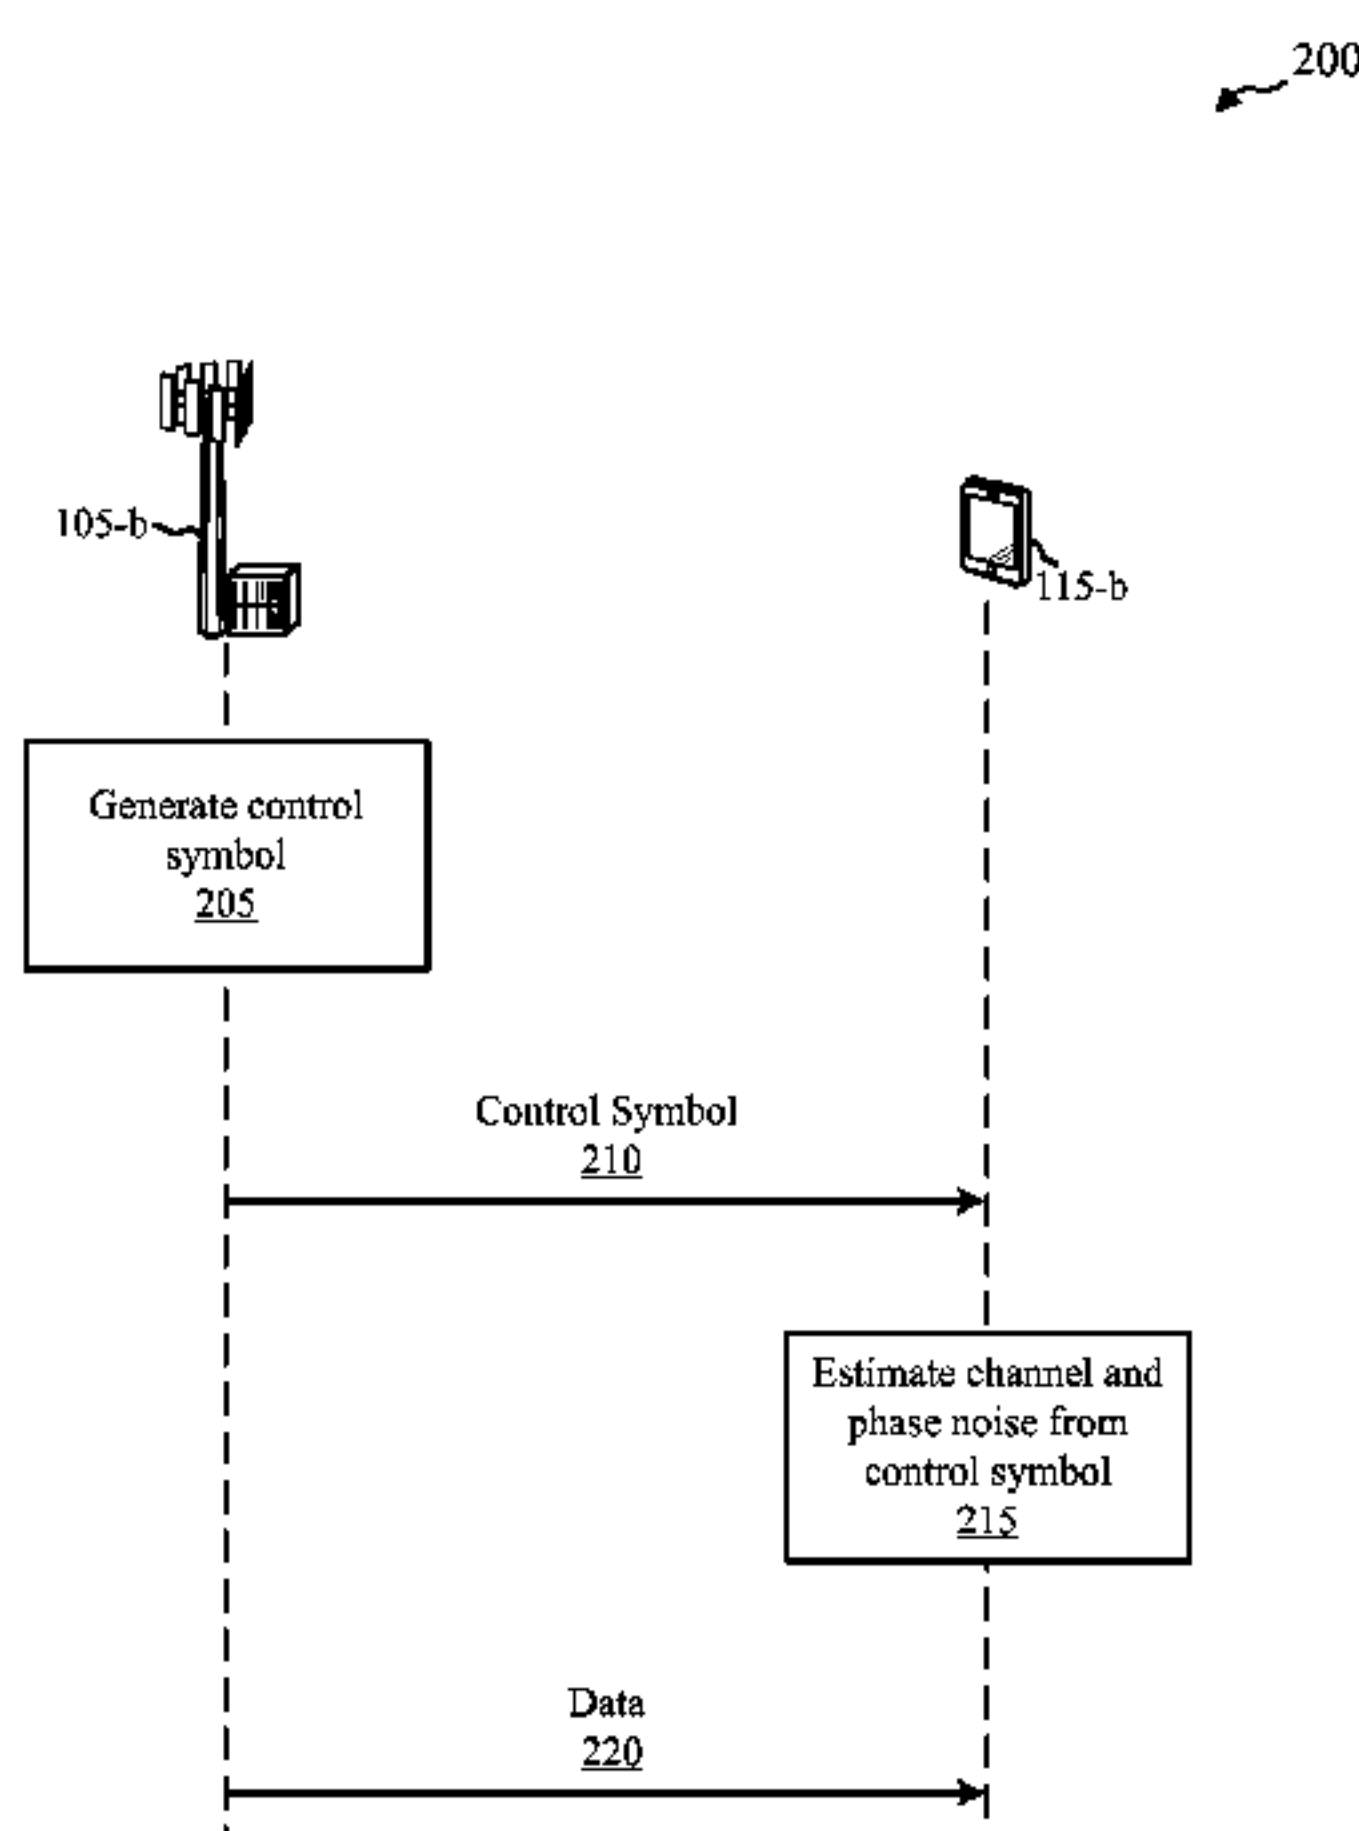 200
105-b
115-b
Generate control
symbol
205
Control Symbol
210
Estimate channel and
phase noise from
control symbol
215
Data
220